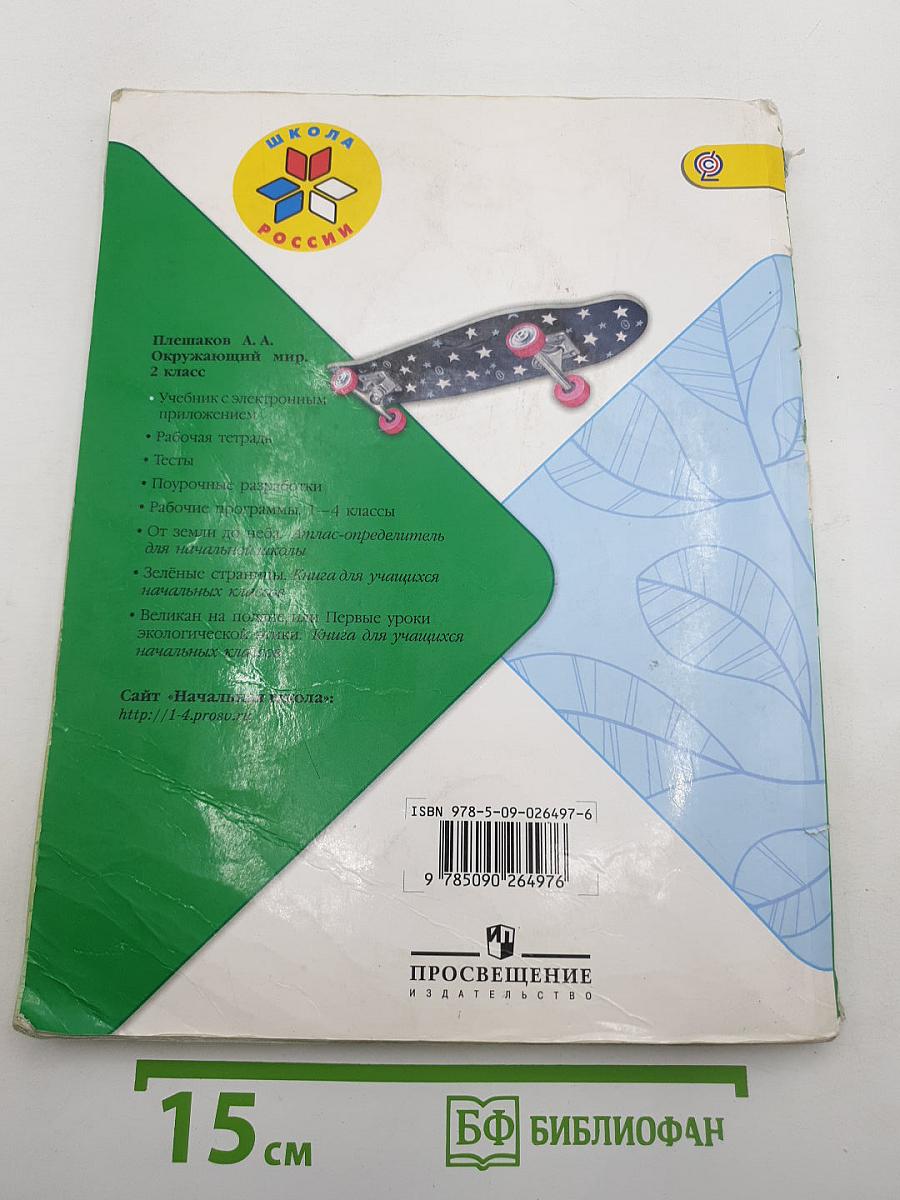 ШКОЛА
РОССИИ
Плешаков А. А.
Окружающий мир.
2 класс
• Учебник с электронным
приложением
• Рабочая тетрадь
• Тесты
• Поурочные разработки
• Рабочие программы. 1—4 классы
• От земли до неба. Атлас-определитель
для начальной школы
• Зелёные страницы. Книга для учащихся
начальных классов
• Великан на поляне, или Первые уроки
экологической этики. Книга для учащихся
начальных классов
Сайт «Начальная школа»:
http://1-4.prosv.ru
ISBN 978-5-09-026497-6
9 785090 264976
ИП
ПРОСВЕЩЕНИЕ
ИЗДАТЕЛЬСТВО
15 см
БФ БИБЛИОФАН